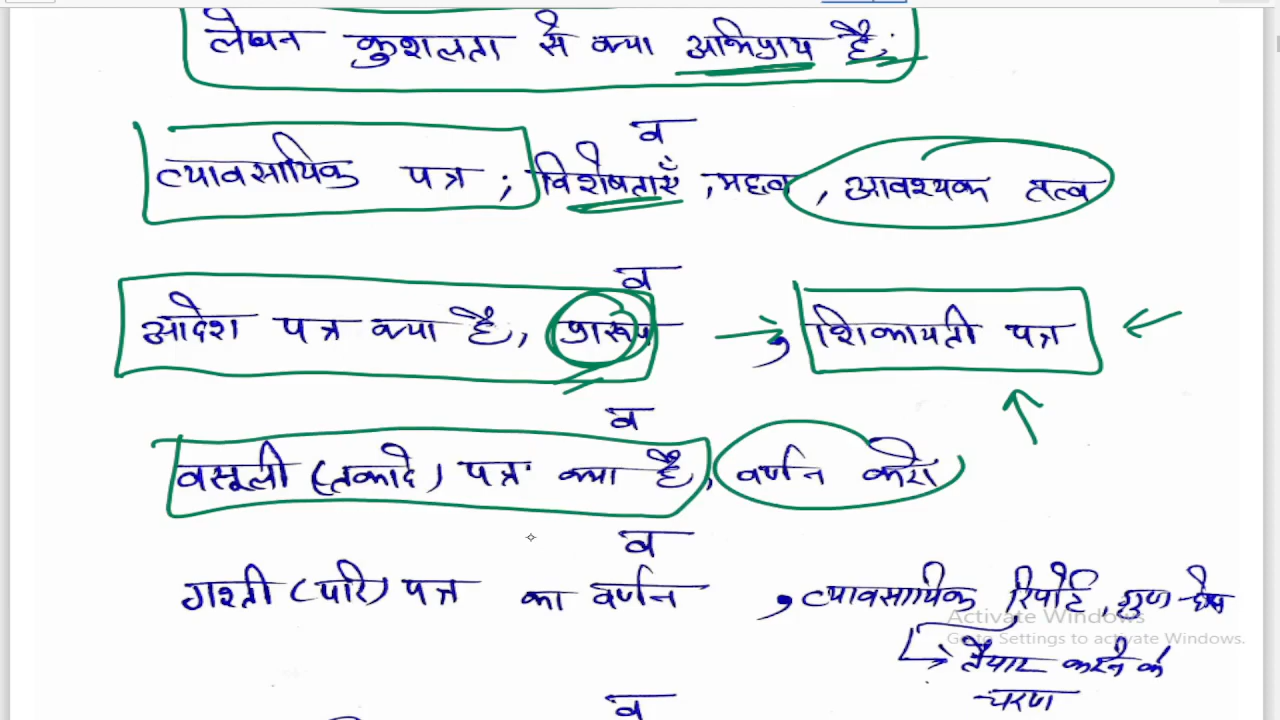 लेखन कुशलता से क्या अभिप्राय है,
व
व्यावसायिक पत्र ; विशेषताएँ , महत्व , आवश्यक तत्व
व
आदेश पत्र क्या है, प्रारूप → , शिकायती पत्र ←
व
वसूली (तकादे) पत्र क्या है, वर्णन करो
व
गश्ती (परि) पत्र का वर्णन , व्यावसायिक रिपोर्ट, गुण-दोष
Activate Windows
Go to Settings to activate Windows.
→ तैयार करने के
चरण
व